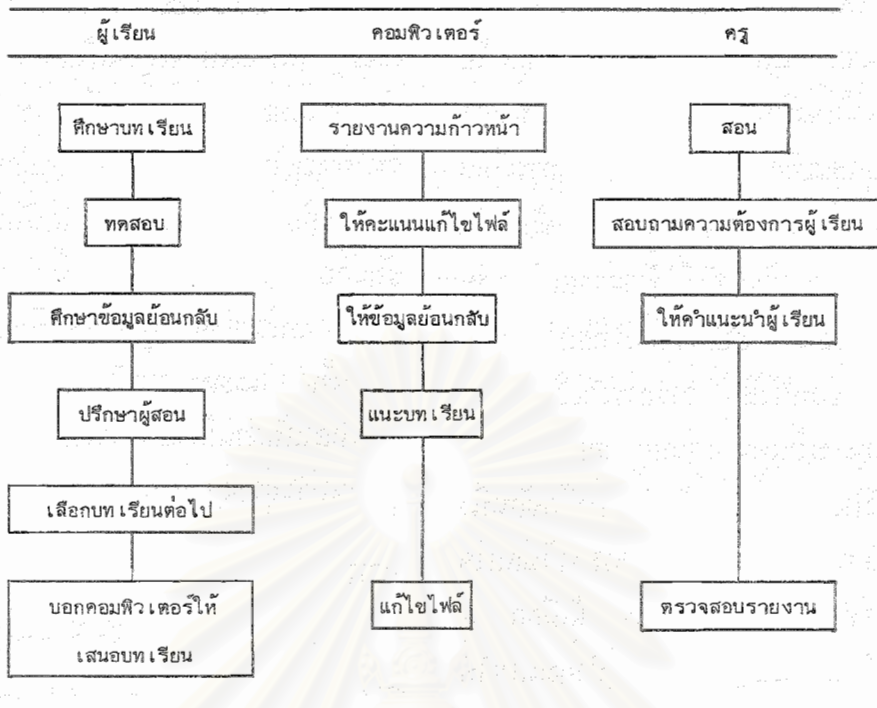 ผู้เรียน คอมพิวเตอร์ ครู
ศึกษาบทเรียน รายงานความก้าวหน้า สอน
ทดสอบ ให้คะแนนแก้ไขไฟล์ สอบถามความต้องการผู้เรียน
ศึกษาข้อมูลย้อนกลับ ให้ข้อมูลย้อนกลับ ให้คำแนะนำผู้เรียน
ปรึกษาผู้สอน แนะบทเรียน
เลือกบทเรียนต่อไป
บอกคอมพิวเตอร์ให้ แก้ไขไฟล์ ตรวจสอบรายงาน
เสนอบทเรียน